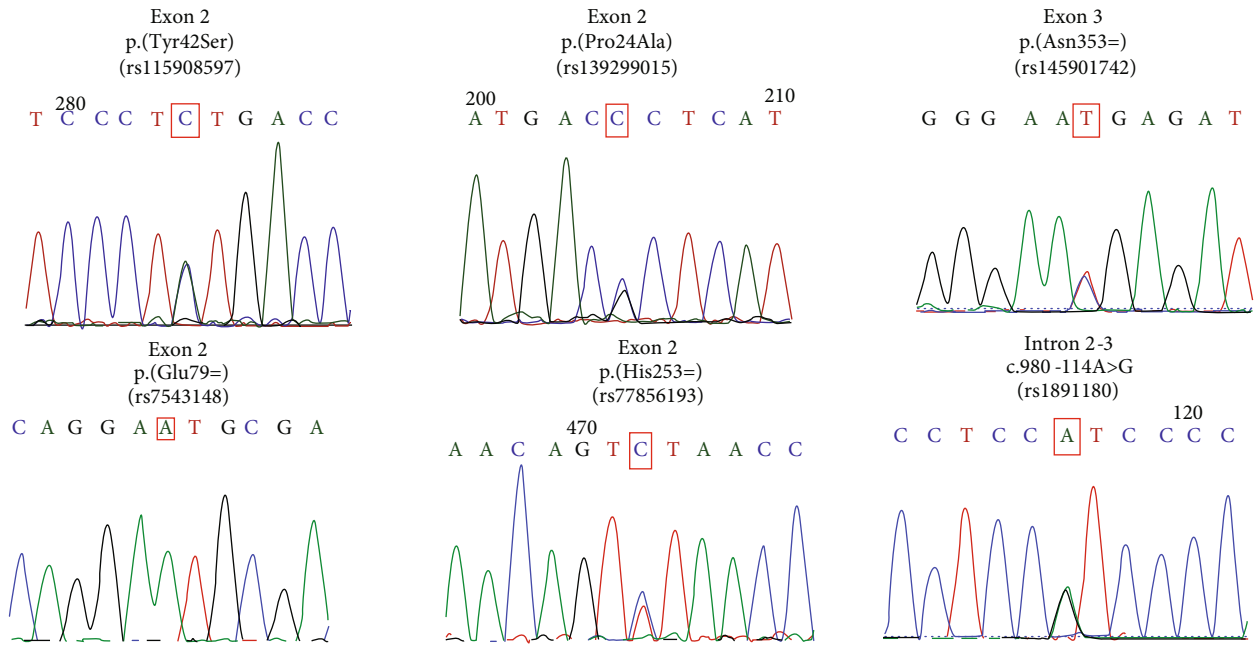 Exon 2
p.(Tyr42Ser)
(rs115908597)
280
T C C C T C T G A C C
Exon 2
p.(Pro24Ala)
(rs139299015)
200 210
A T G A C C C T C A T
Exon 3
p.(Asn353=)
(rs145901742)
G G G A A T G A G A T
Exon 2
p.(Glu79=)
(rs7543148)
C A G G A A T G C G A
Exon 2
p.(His253=)
(rs77856193)
470
A A C A G T C T A A C C
Intron 2-3
c.980 -114A>G
(rs1891180)
120
C C T C C A T C C C C